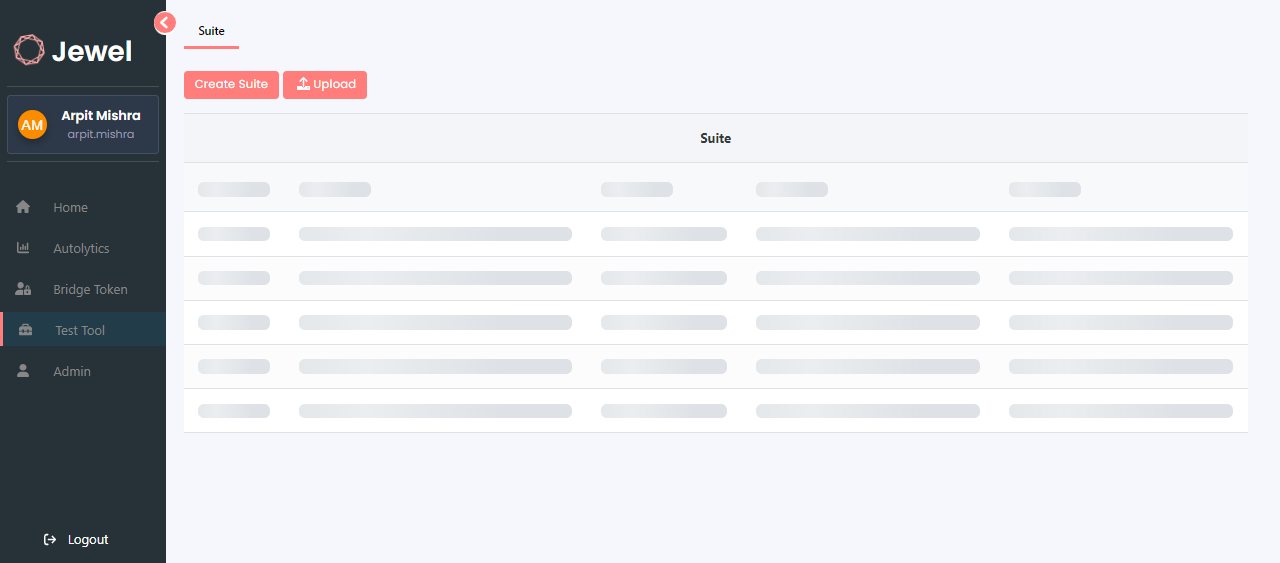 Jewel
AM
Arpit Mishra
arpit.mishra
Home
Autolytics
Bridge Token
Test Tool
Admin
Logout
Suite
Create Suite
Upload
Suite